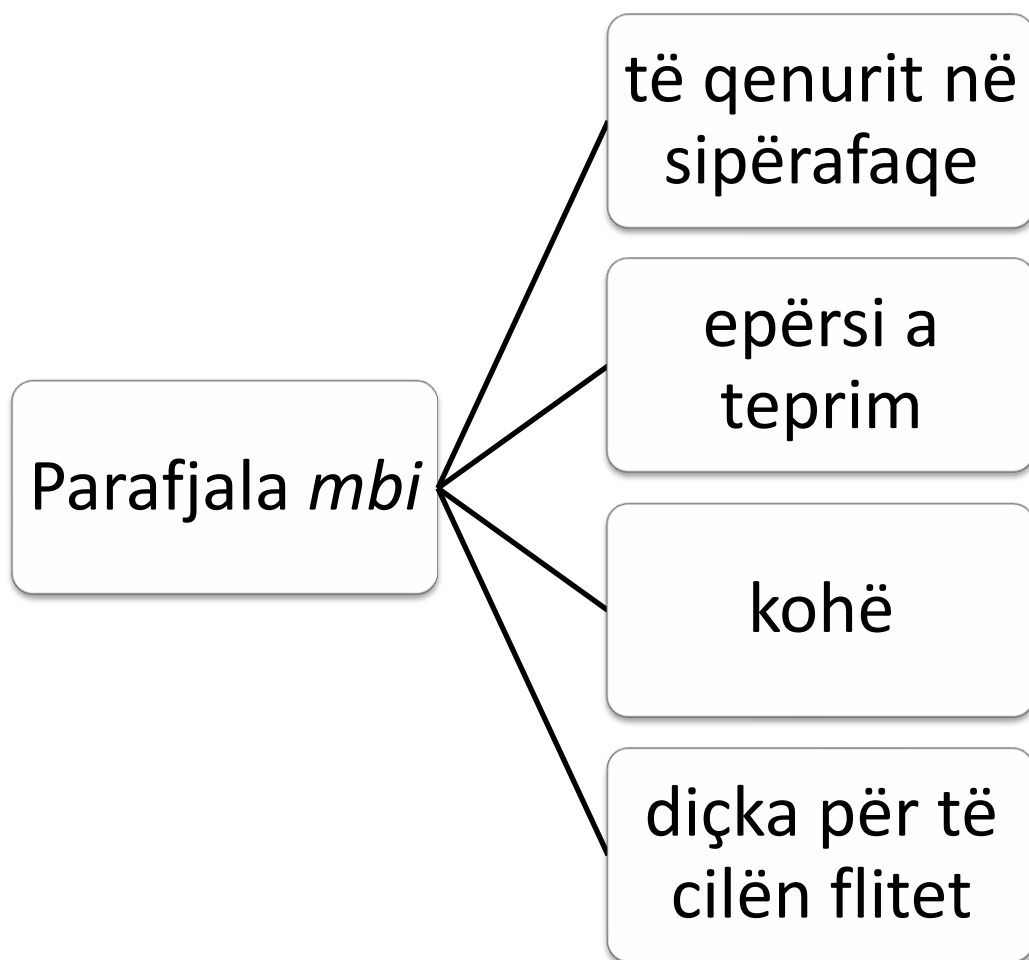 të qenurit në
sipërafaqe
epërsi a
teprim
Parafjala mbi
kohë
diçka për të
cilën flitet